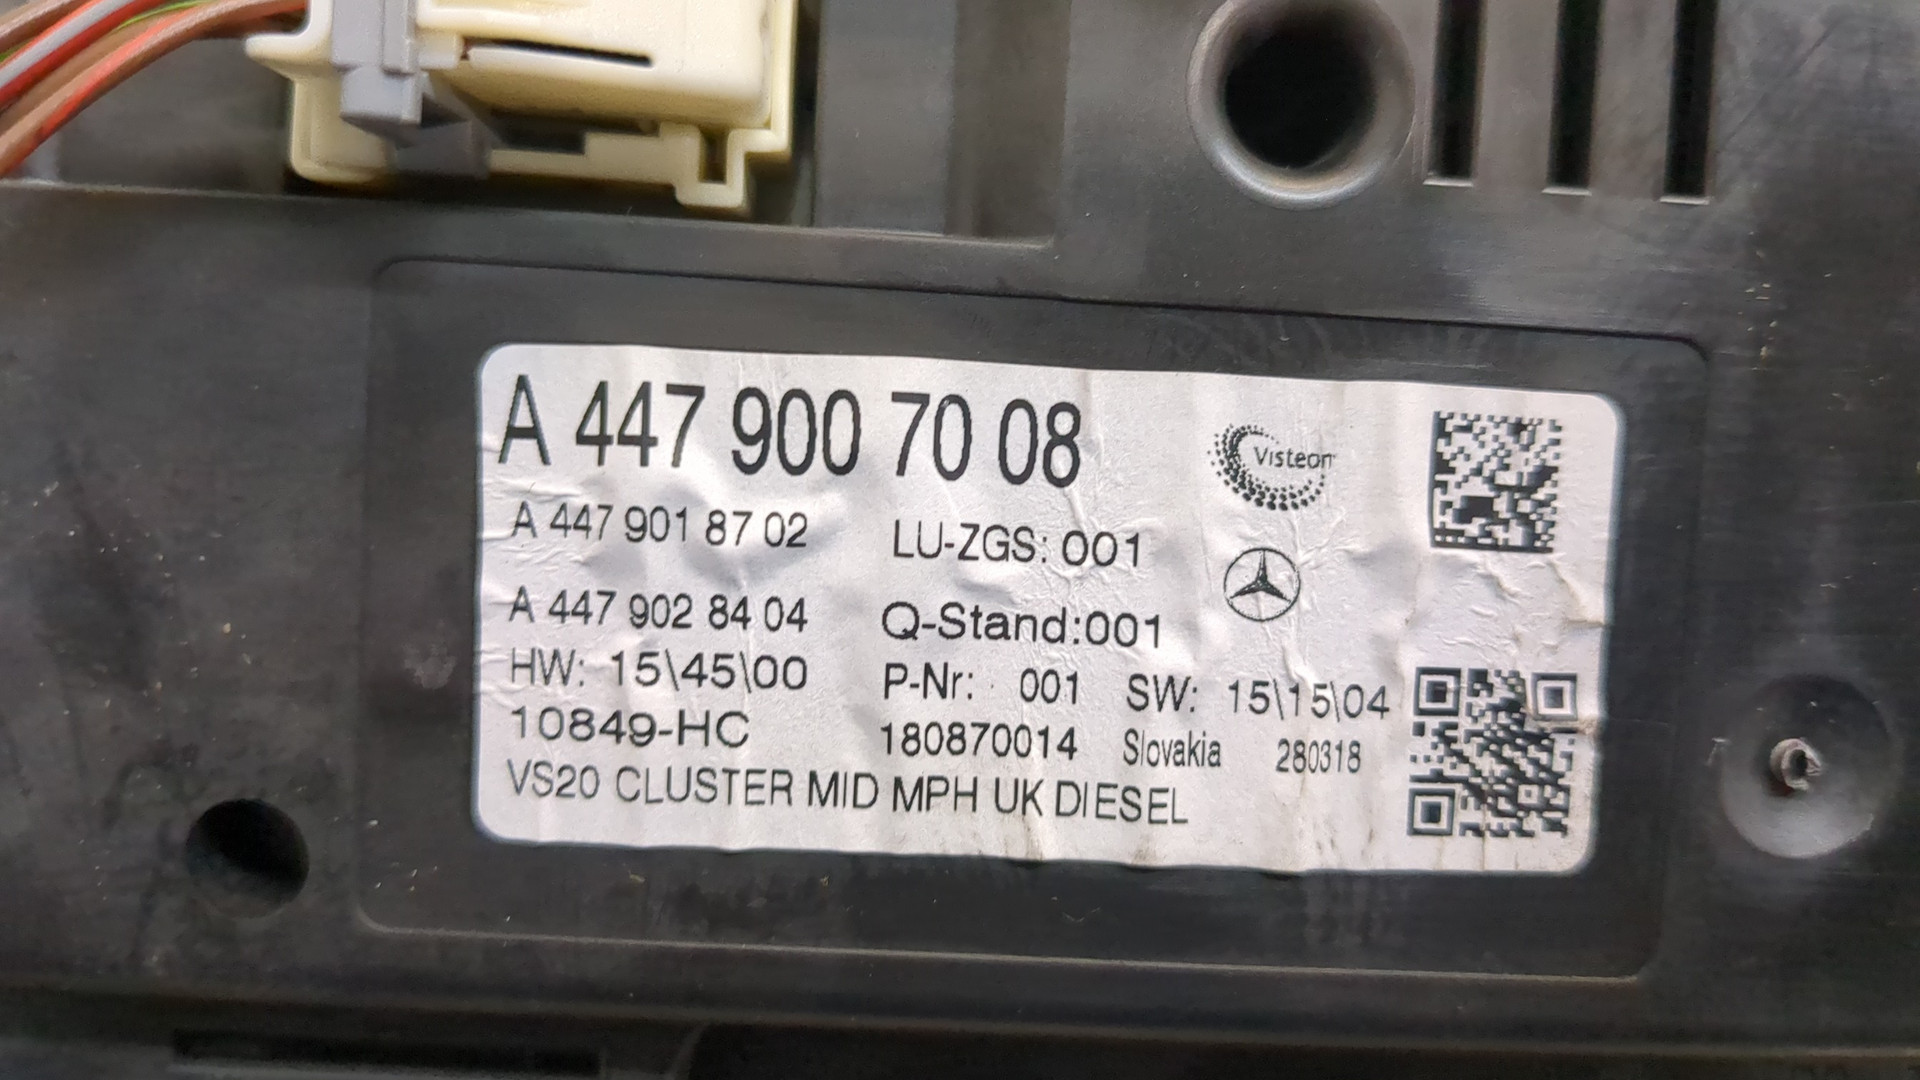 A 447 900 70 08
Visteon
A 447 901 87 02 LU-ZGS: 001
A 447 902 84 04 Q-Stand:001
HW: 15\45\00 P-Nr: 001 SW: 15\15\04
10849-HC 180870014 Slovakia 280318
VS20 CLUSTER MID MPH UK DIESEL